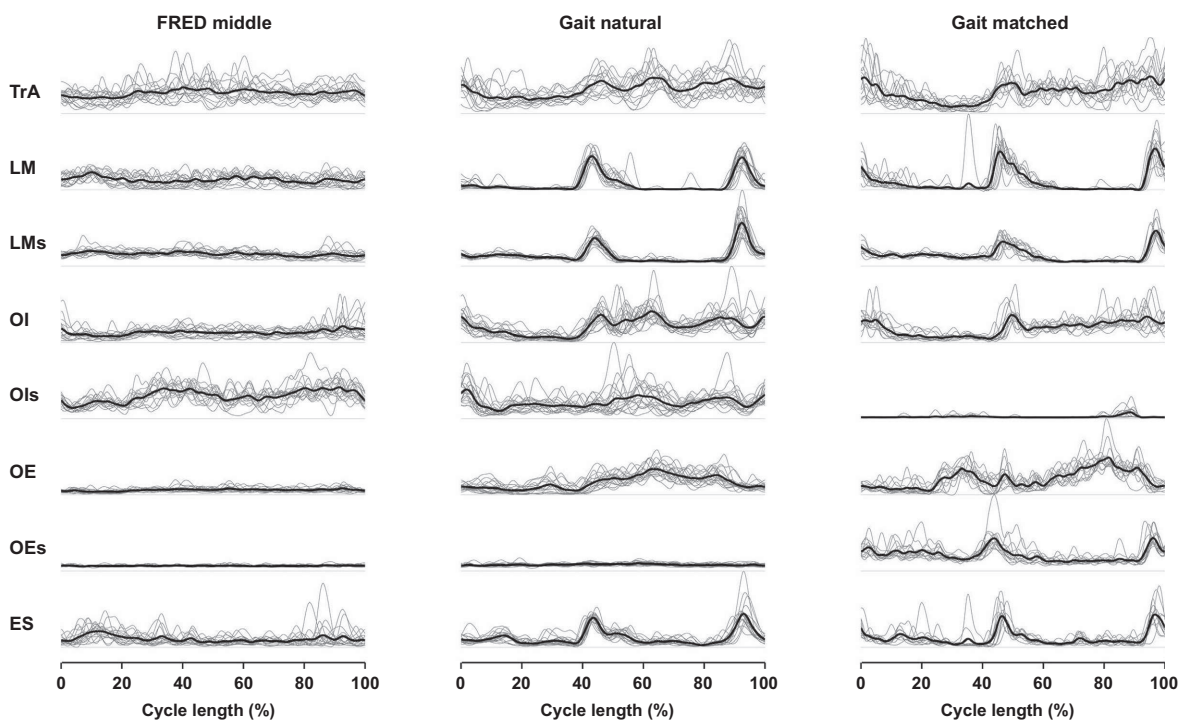 FRED middle Gait natural Gait matched
TrA
LM
LMs
OI
OIs
OE
OEs
ES
0 20 40 60 80 100 0 20 40 60 80 100 0 20 40 60 80 100
Cycle length (%) Cycle length (%) Cycle length (%)